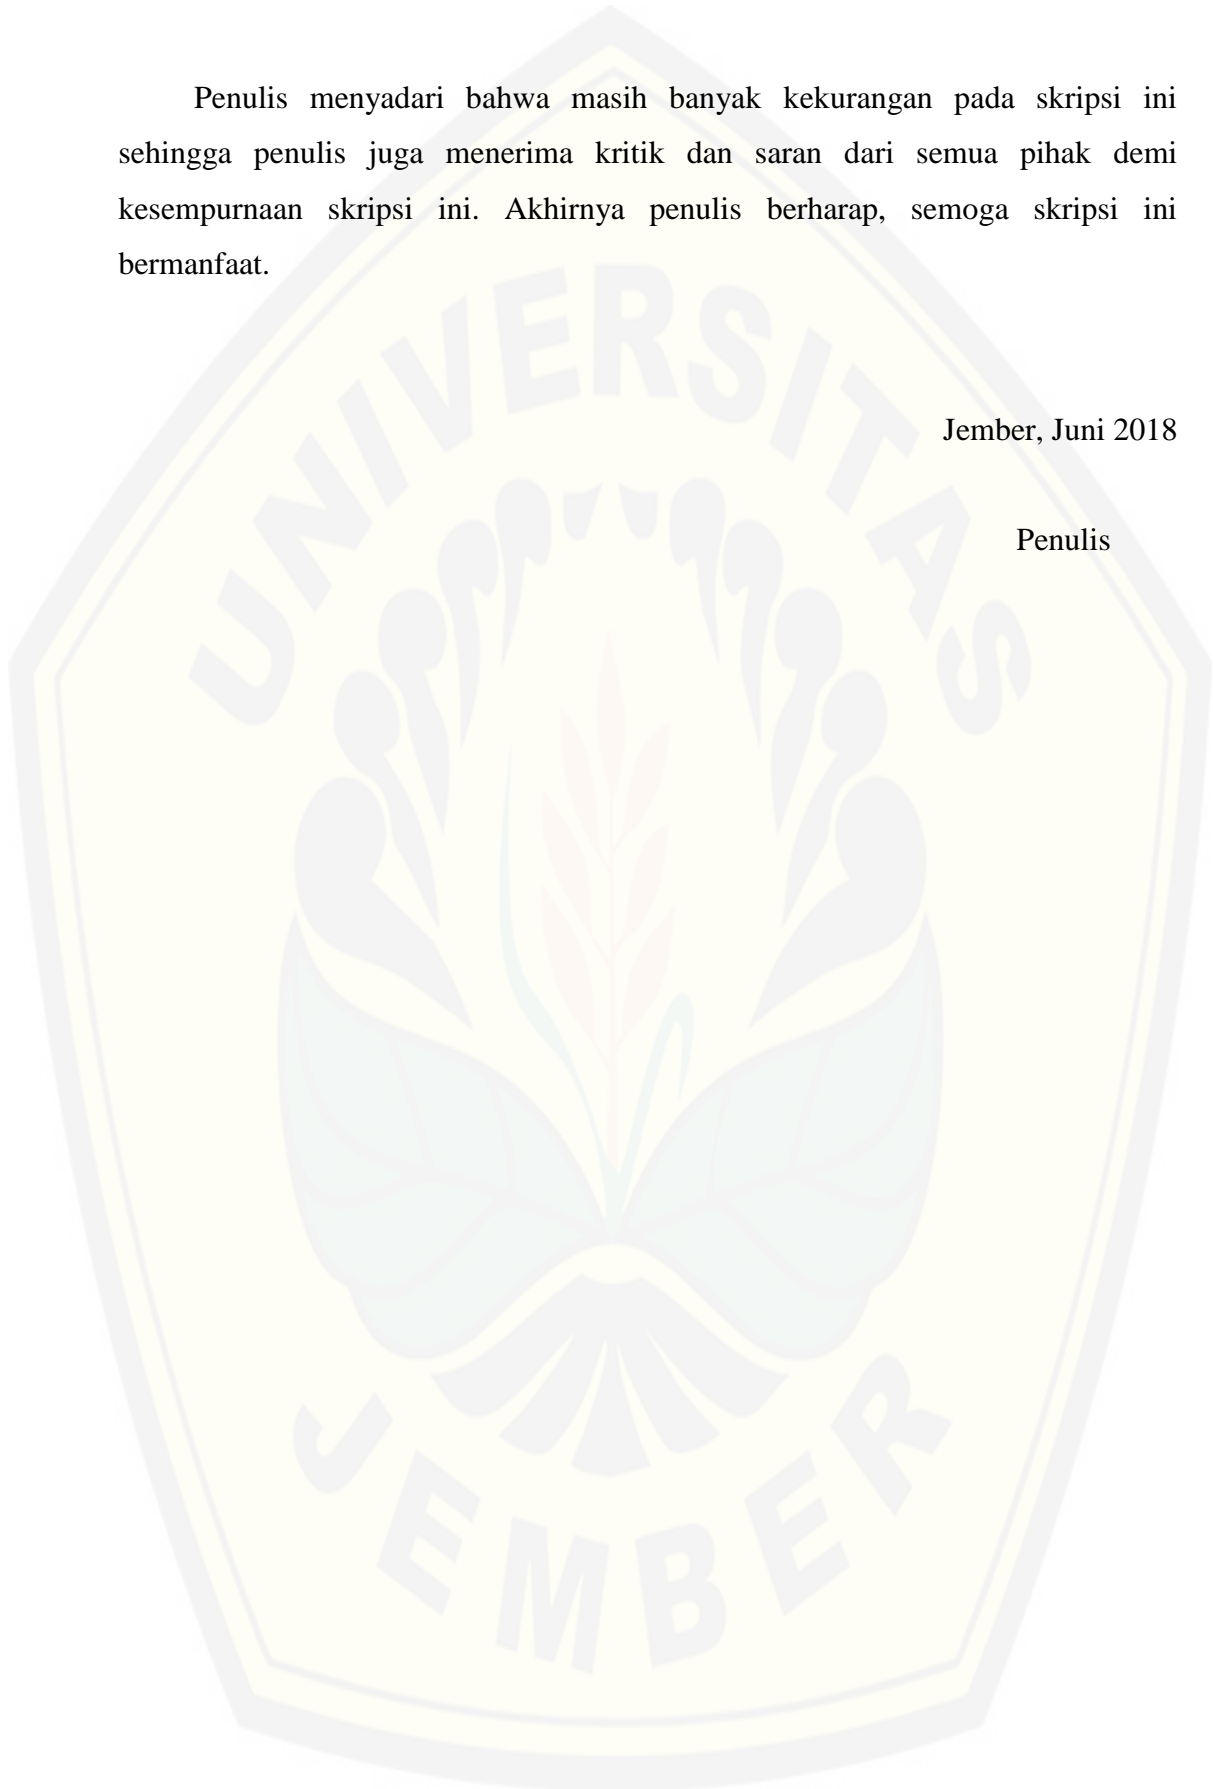 Penulis menyadari bahwa masih banyak kekurangan pada skripsi ini
sehingga penulis juga menerima kritik dan saran dari semua pihak demi
kesempurnaan skripsi ini. Akhirnya penulis berharap, semoga skripsi ini
bermanfaat.
Jember, Juni 2018
Penulis
UNIVERSITAS
JEMBER